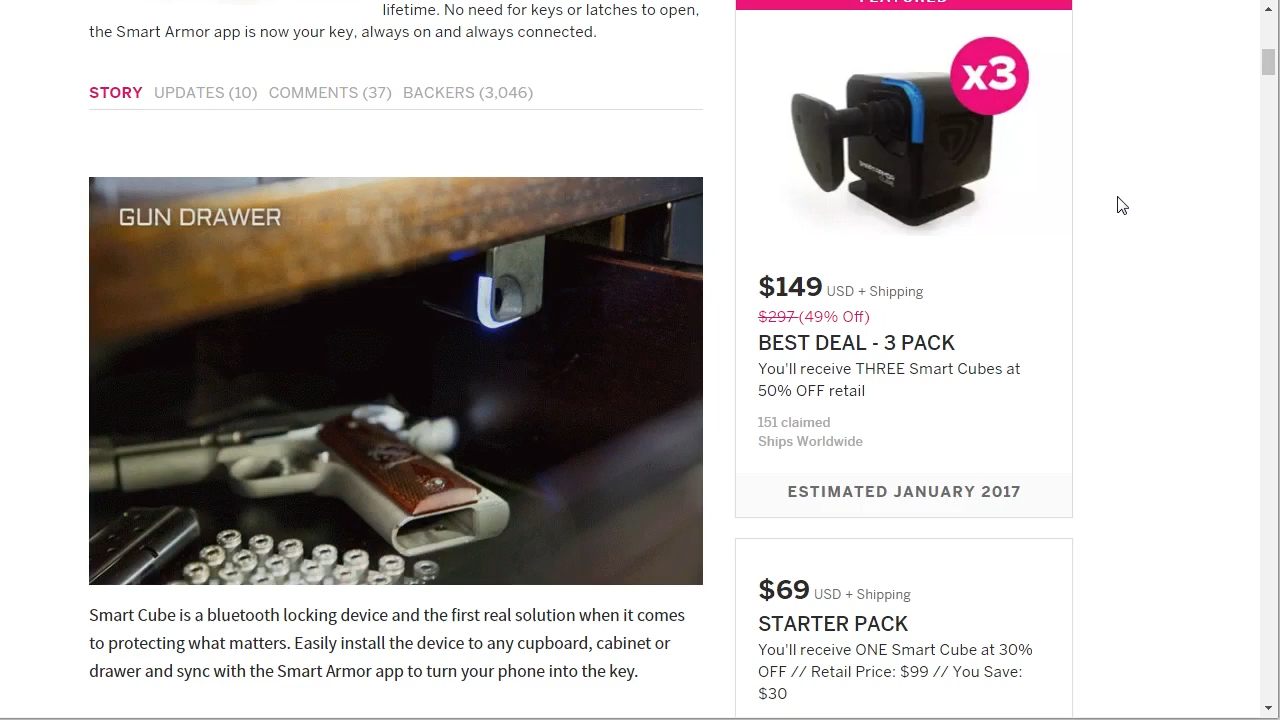 lifetime. No need for keys or latches to open,
the Smart Armor app is now your key, always on and always connected.
STORY UPDATES (10) COMMENTS (37) BACKERS (3,046)
GUN DRAWER
Smart Cube is a bluetooth locking device and the first real solution when it comes
to protecting what matters. Easily install the device to any cupboard, cabinet or
drawer and sync with the Smart Armor app to turn your phone into the key.
FEATURED
x3
SMARTARMOR
CUBE
$149 USD + Shipping
$297 (49% Off)
BEST DEAL - 3 PACK
You'll receive THREE Smart Cubes at
50% OFF retail
151 claimed
Ships Worldwide
ESTIMATED JANUARY 2017
$69 USD + Shipping
STARTER PACK
You'll receive ONE Smart Cube at 30%
OFF // Retail Price: $99 // You Save:
$30